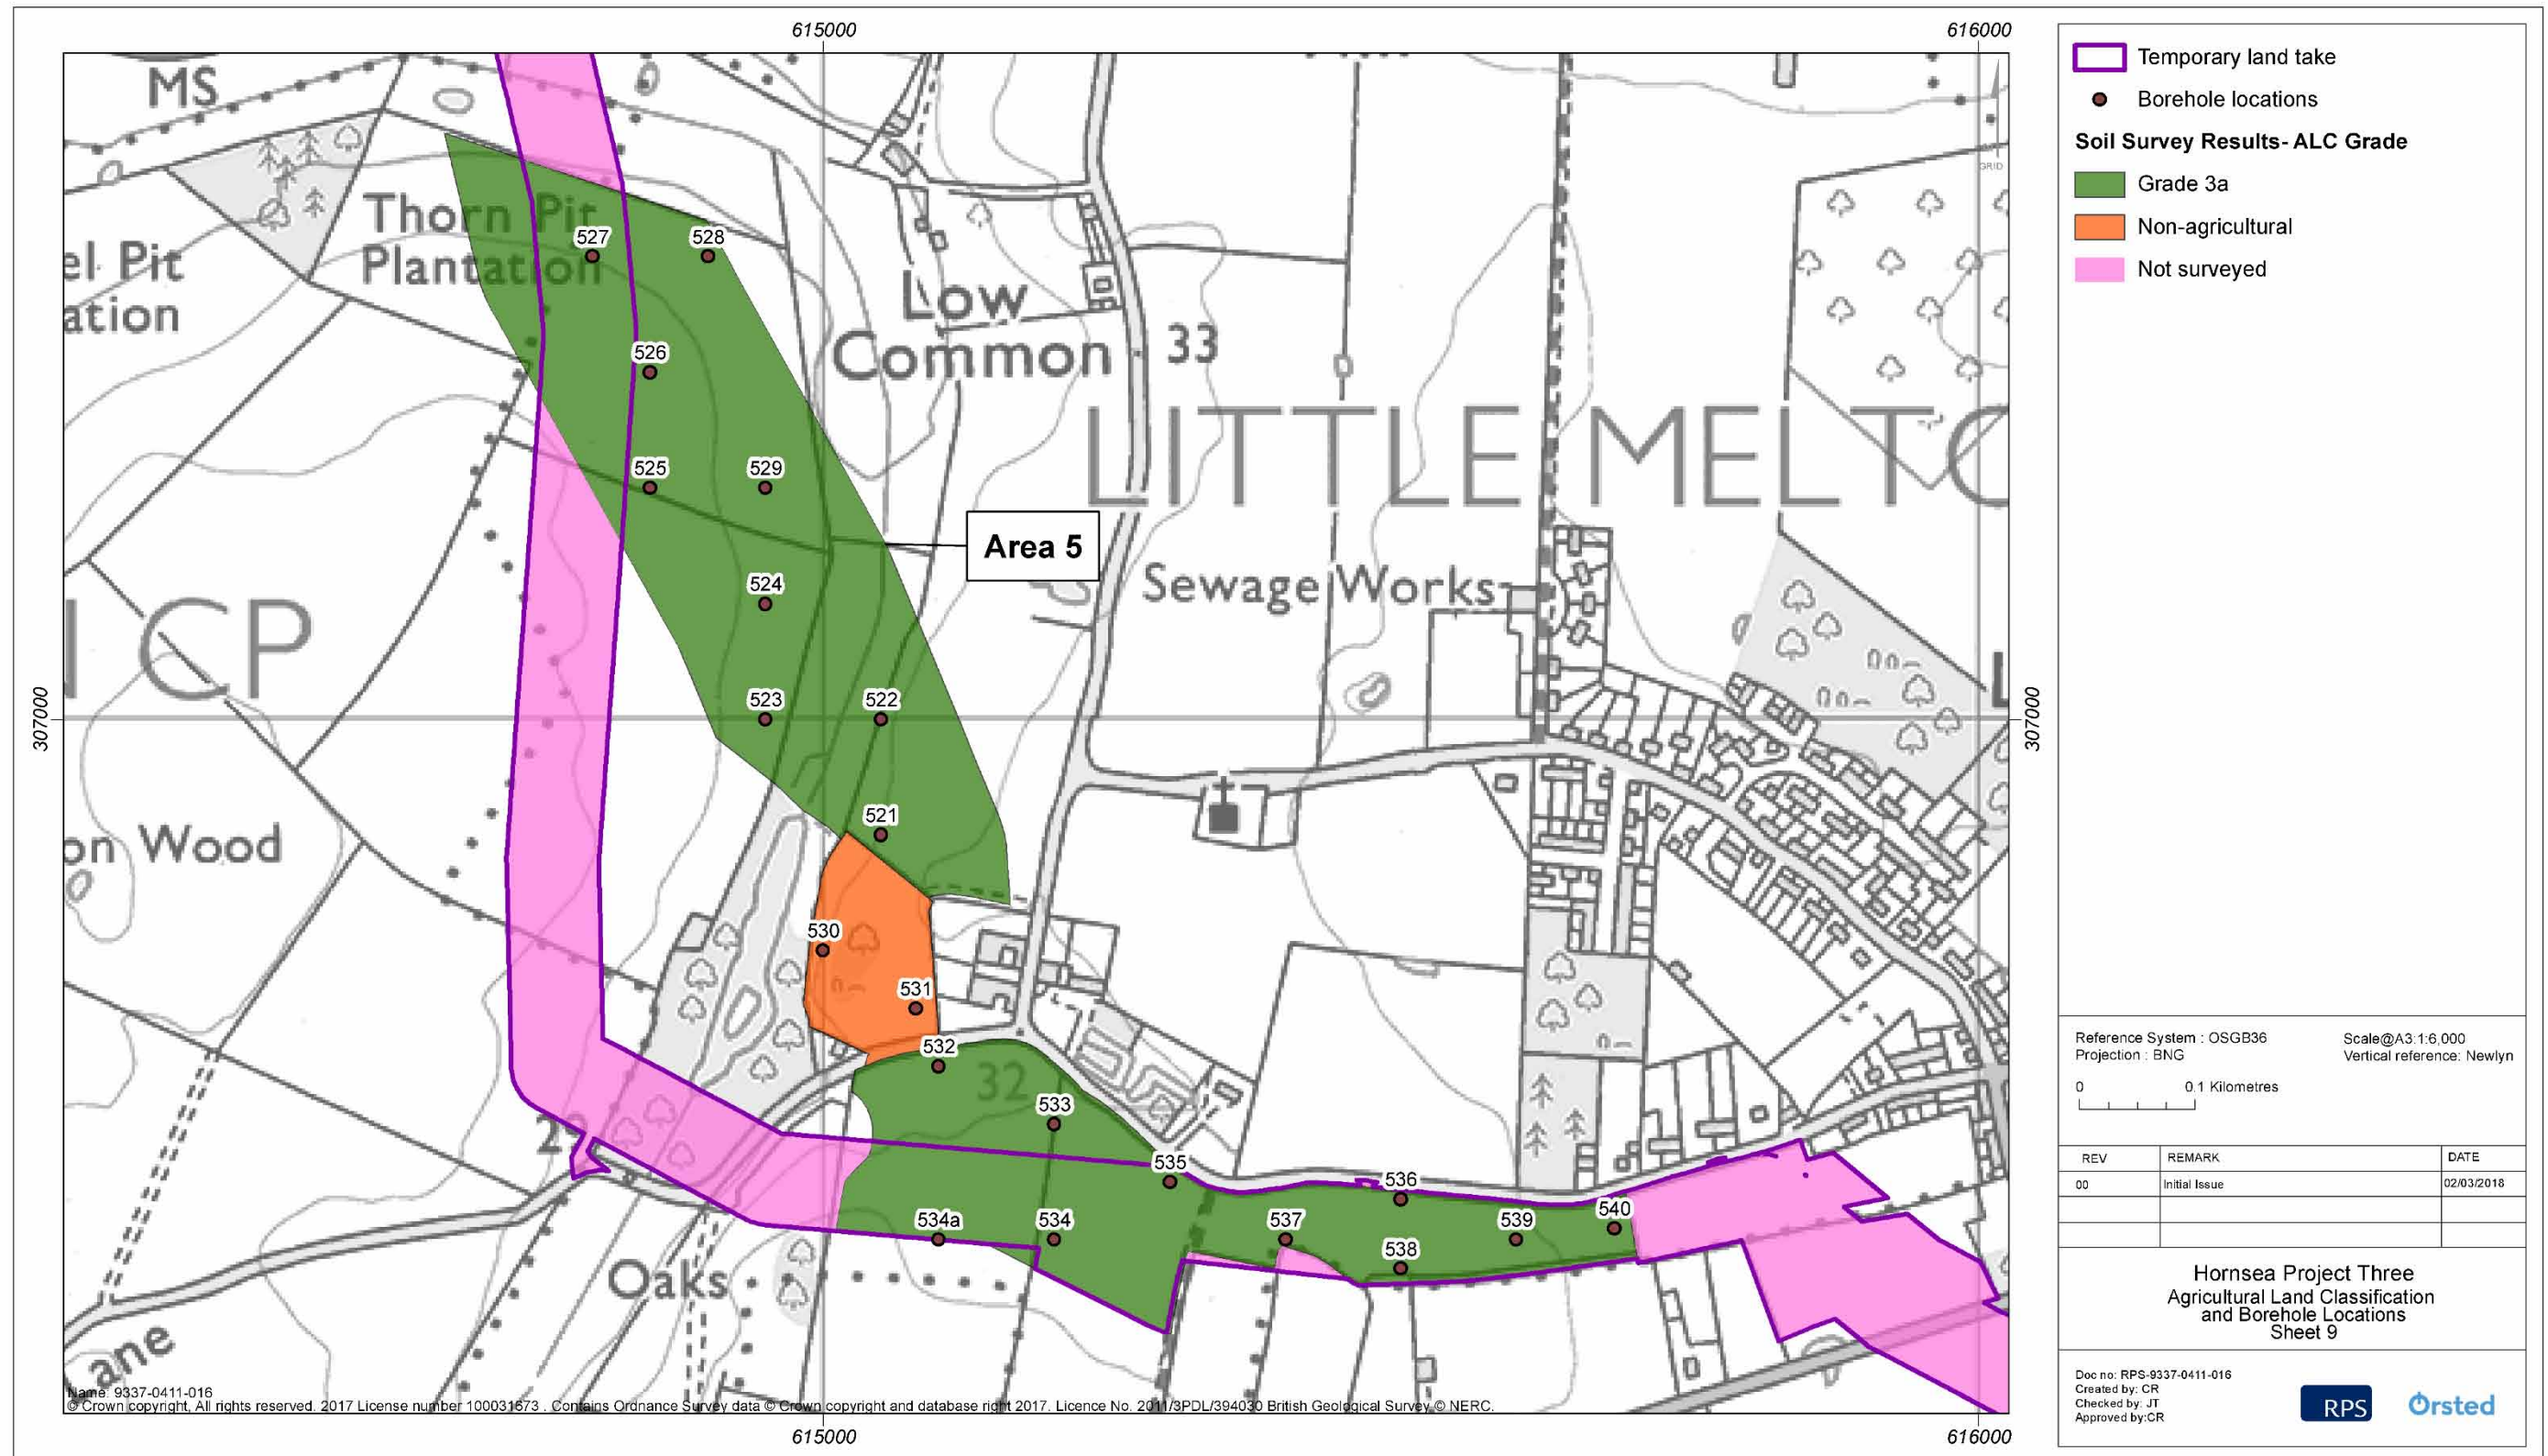 615000
616000
MS
Thorn Pit
Plantation
el Pit
ation
527
528
Low
Common
33
526
LITTLE MELTO
525
529
Area 5
524
Sewage Works
N CP
L
307000
523
522
307000
521
on Wood
530
531
532
32
533
29
535
536
540
534a
534
537
539
538
Oaks
Lane
Name: 9337-0411-016
© Crown copyright, All rights reserved. 2017 License number 100031673 . Contains Ordnance Survey data © Crown copyright and database right 2017. Licence No. 2011/3PDL/394030 British Geological Survey © NERC.
615000
616000
GRID
Temporary land take
Borehole locations
Soil Survey Results- ALC Grade
Grade 3a
Non-agricultural
Not surveyed
Reference System : OSGB36
Projection : BNG
Scale@A3:1:6,000
Vertical reference: Newlyn
0 0.1 Kilometres
REV REMARK DATE
00 Initial Issue 02/03/2018
Hornsea Project Three
Agricultural Land Classification
and Borehole Locations
Sheet 9
Doc no: RPS-9337-0411-016
Created by: CR
Checked by: JT
Approved by:CR
RPS
Ørsted